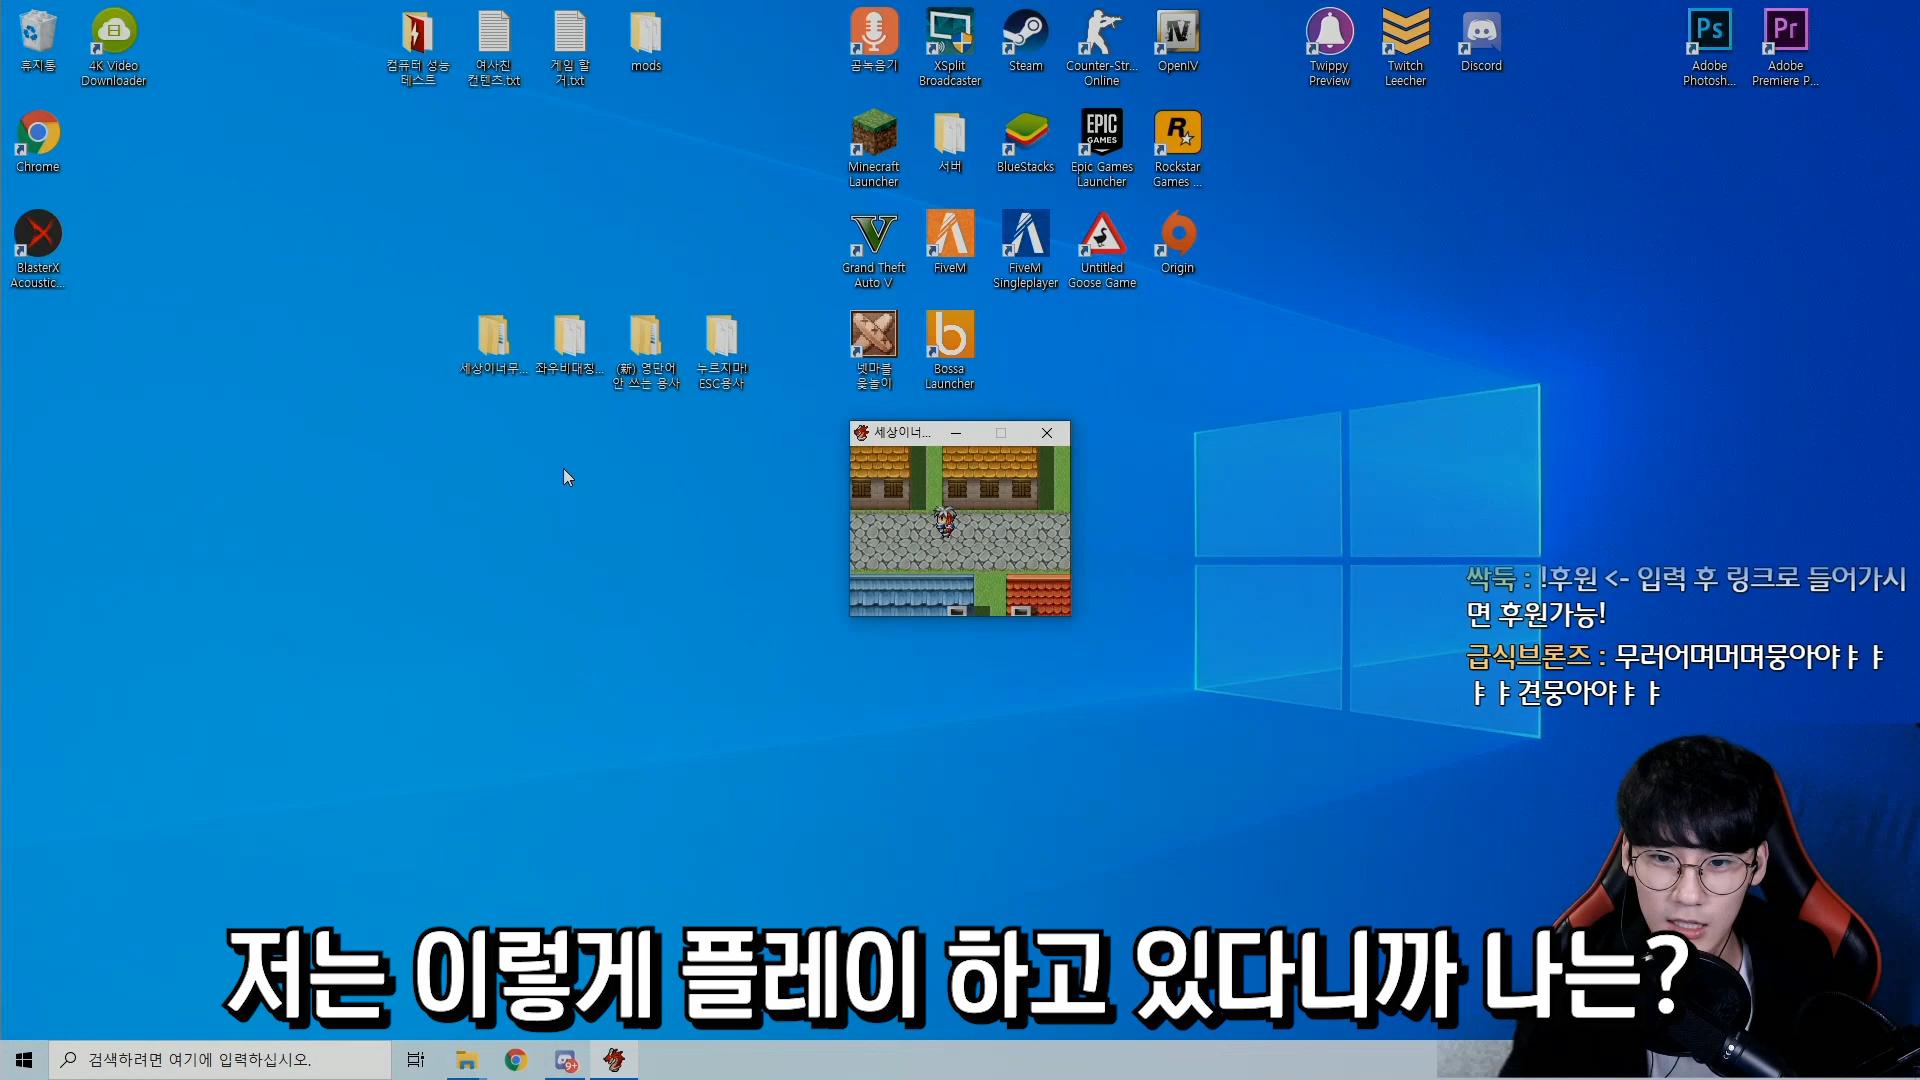 휴지통
4K Video
Downloader
컴퓨터 성능
테스트
여사친
컨텐츠.txt
게임 할
거.txt
mods
곰녹음기
XSplit
Broadcaster
Steam
Counter-Str...
Online
OpenIV
Twippy
Preview
Twitch
Leecher
Discord
Ps
Adobe
Photosh...
Pr
Adobe
Premiere P...
Chrome
Minecraft
Launcher
서버
BlueStacks
EPIC
GAMES
Epic Games
Launcher
Rockstar
Games ...
BlasterX
Acoustic...
Grand Theft
Auto V
FiveM
FiveM
Singleplayer
Untitled
Goose Game
Origin
세상이너무...
좌우비대칭...
(新) 영단어
안 쓰는 용사
누르지마!
ESC용사
넷마블
윷놀이
Bossa
Launcher
세상이너...
싹둑 : !후원 <- 입력 후 링크로 들어가시
면 후원가능!
급식브론즈 : 무러어며머며뭉아야ㅑㅑ
ㅑㅑ견뭉아야ㅑㅑ
저는 이렇게 플레이 하고 있다니까 나는?
검색하려면 여기에 입력하십시오.
9+